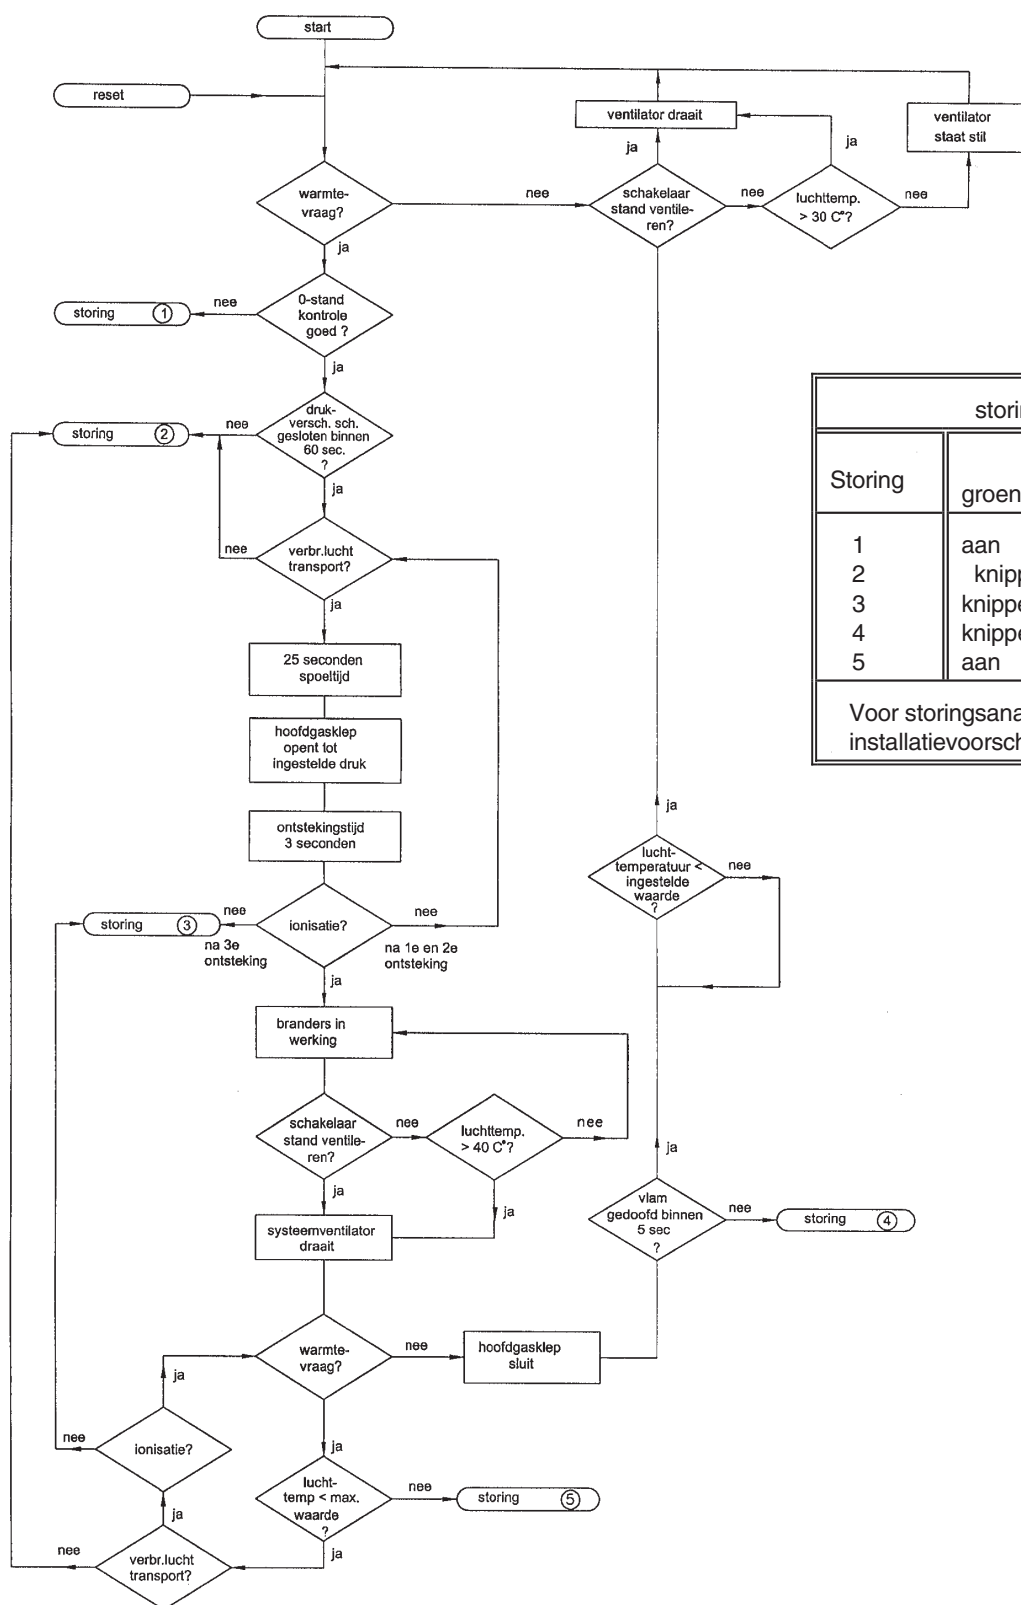 start
reset
ventilator draait
ventilator
staat stil
ja
ja
warmte-
vraag?
nee
schakelaar
stand ventile-
ren?
nee
luchttemp.
> 30 C°?
nee
ja
0-stand
kontrole
goed ?
nee
storing 1
ja
druk-
versch. sch.
gesloten binnen
60 sec.
?
nee
storing 2
ja
verbr.lucht
transport?
nee
ja
25 seconden
spoeltijd
hoofdgasklep
opent tot
ingestelde druk
ontstekingstijd
3 seconden
ionisatie?
nee
storing 3
na 3e
ontsteking
nee
na 1e en 2e
ontsteking
ja
branders in
werking
schakelaar
stand ventile-
ren?
nee
luchttemp.
> 40 C°?
nee
ja
ja
systeemventilator
draait
warmte-
vraag?
nee
hoofdgasklep
sluit
ja
lucht-
temp < max.
waarde
?
nee
storing 5
ja
verbr.lucht
transport?
nee
ja
ionisatie?
nee
ja
vlam
gedoofd binnen
5 sec
?
nee
storing 4
ja
lucht-
temperatuur <
ingestelde
waarde
?
nee
ja
Storing
groen
1 aan
2
3
4
5 aan
Voor